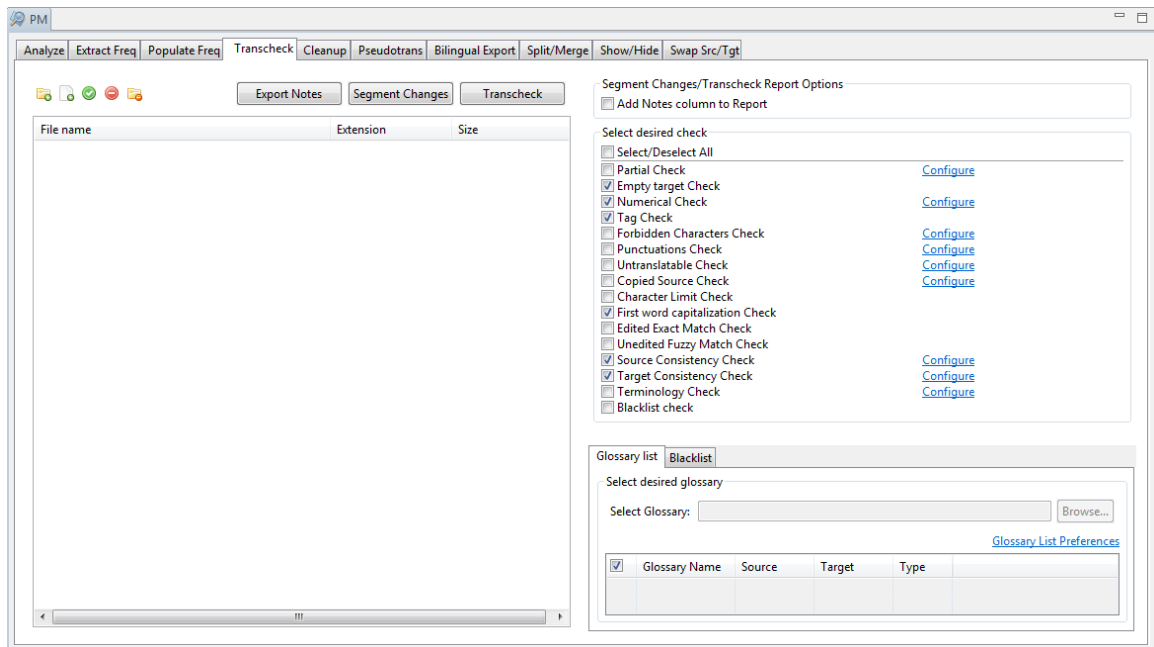 PM
Analyze Extract Freq Populate Freq Transcheck Cleanup Pseudotrans Bilingual Export Split/Merge Show/Hide Swap Src/Tgt
Export Notes Segment Changes Transcheck
File name Extension Size
Segment Changes/Transcheck Report Options
Add Notes column to Report
Select desired check
Select/Deselect All
Partial Check Configure
Empty target Check
Numerical Check Configure
Tag Check
Forbidden Characters Check Configure
Punctuations Check Configure
Untranslatable Check Configure
Copied Source Check Configure
Character Limit Check
First word capitalization Check
Edited Exact Match Check
Unedited Fuzzy Match Check
Source Consistency Check Configure
Target Consistency Check Configure
Terminology Check Configure
Blacklist check
Glossary list Blacklist
Select desired glossary
Select Glossary: Browse...
Glossary List Preferences
Glossary Name Source Target Type